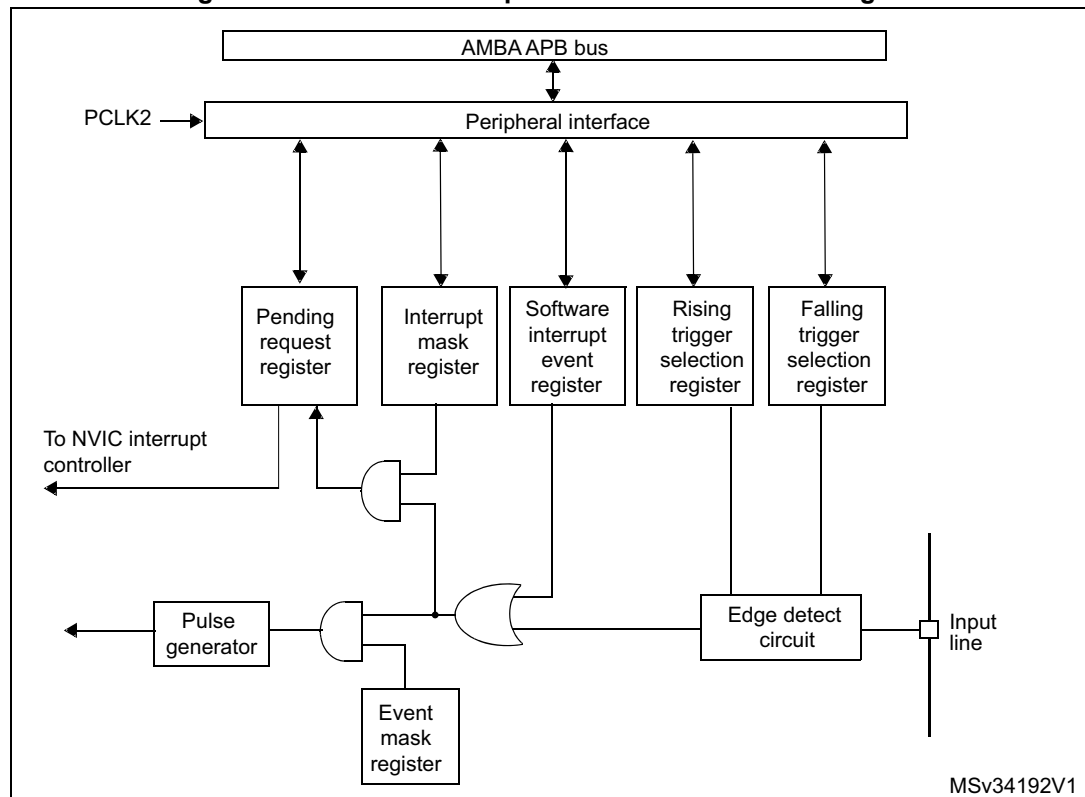 AMBA APB bus
PCLK2
Peripheral interface
Pending
request
register
Interrupt
mask
register
Software
interrupt
event
register
Rising
trigger
selection
register
Falling
trigger
selection
register
To NVIC interrupt
controller
Pulse
generator
Edge detect
circuit
Input
line
Event
mask
register
MSv34192V1